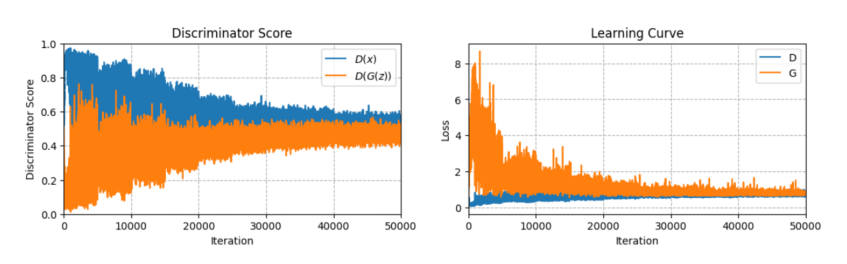 Discriminator Score
Discriminator Score
1.0
0.8
0.6
0.4
0.2
0.0
0
10000
20000
30000
40000
50000
Iteration
D(x)
D(G(z))
Learning Curve
Loss
8
6
4
2
0
0
10000
20000
30000
40000
50000
Iteration
D
G